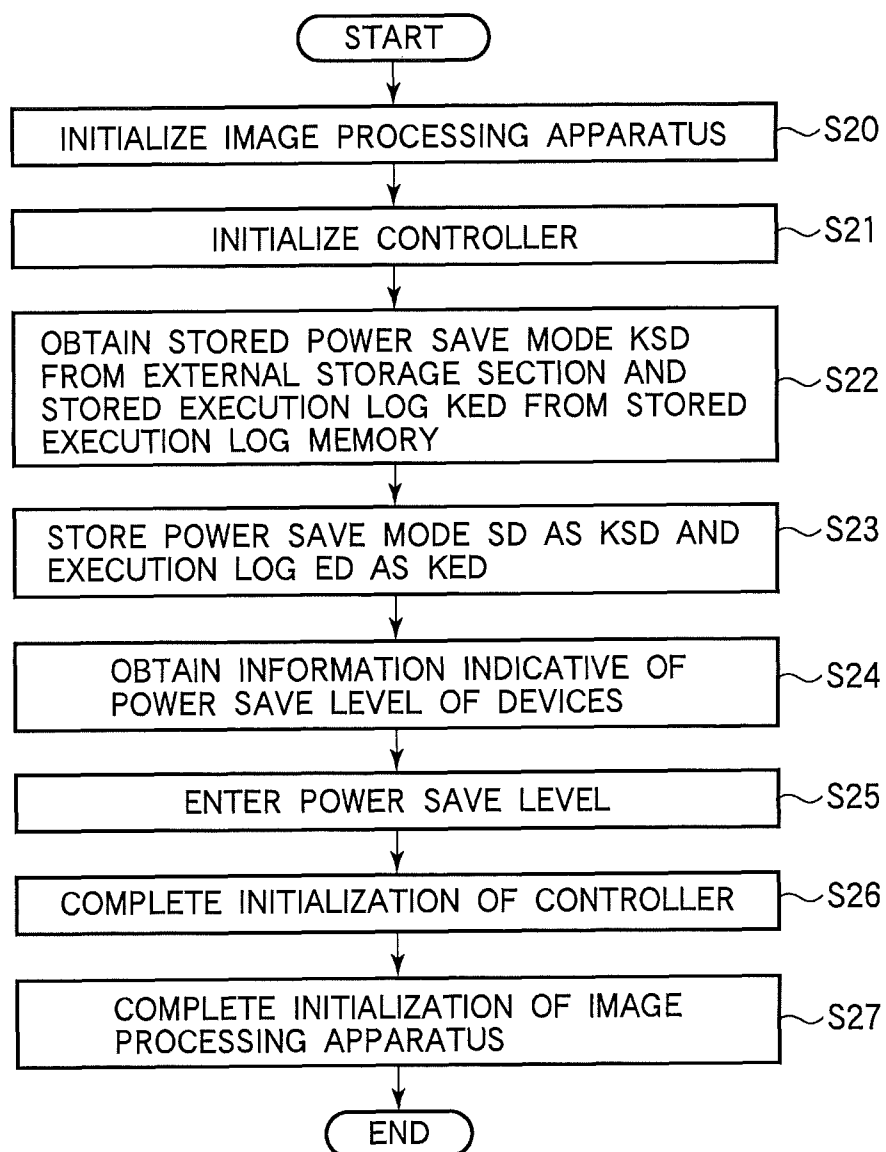 START
INITIALIZE IMAGE PROCESSING APPARATUS
S20
INITIALIZE CONTROLLER
S21
OBTAIN STORED POWER SAVE MODE KSD
FROM EXTERNAL STORAGE SECTION AND
STORED EXECUTION LOG KED FROM STORED
EXECUTION LOG MEMORY
S22
STORE POWER SAVE MODE SD AS KSD AND
EXECUTION LOG ED AS KED
S23
OBTAIN INFORMATION INDICATIVE OF
POWER SAVE LEVEL OF DEVICES
S24
ENTER POWER SAVE LEVEL
S25
COMPLETE INITIALIZATION OF CONTROLLER
S26
COMPLETE INITIALIZATION OF IMAGE
PROCESSING APPARATUS
S27
END